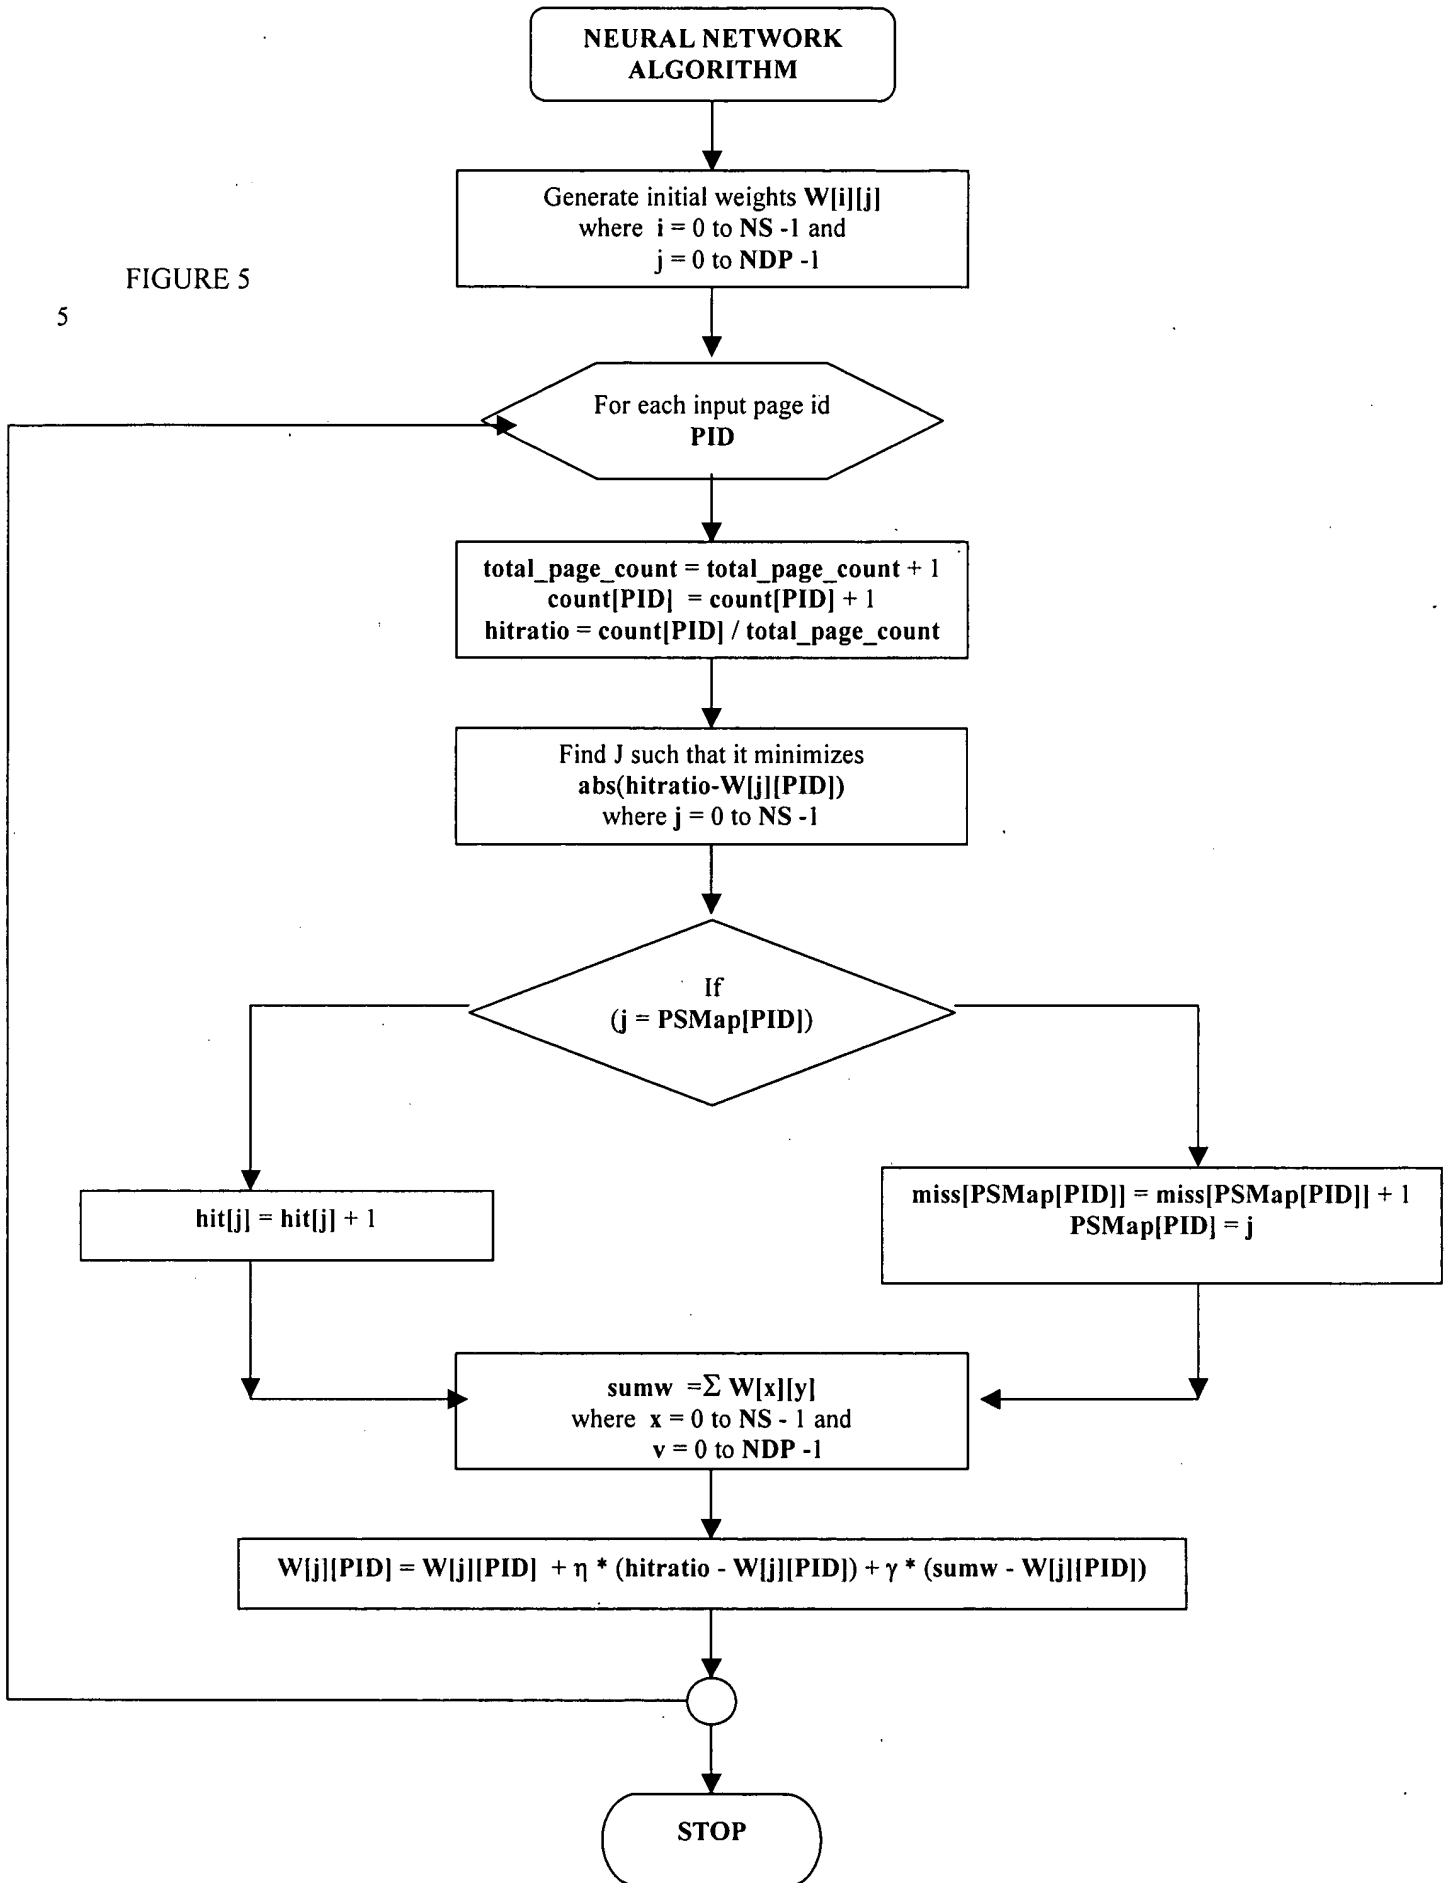 NEURAL NETWORK
ALGORITHM
Generate initial weights W[i][j]
where i = 0 to NS -1 and
j = 0 to NDP -1
FIGURE 5
5
For each input page id
PID
total_page_count = total_page_count + 1
count[PID] = count[PID] + 1
hitratio = count[PID] / total_page_count
Find J such that it minimizes
abs(hitratio-W[j][PID])
where j = 0 to NS -1
If
(j = PSMap[PID])
hit[j] = hit[j] + 1
miss[PSMap[PID]] = miss[PSMap[PID]] + 1
PSMap[PID] = j
sumw =Σ W[x][y]
where x = 0 to NS - 1 and
v = 0 to NDP -1
W[j][PID] = W[j][PID] + η * (hitratio - W[j][PID]) + γ * (sumw - W[j][PID])
STOP